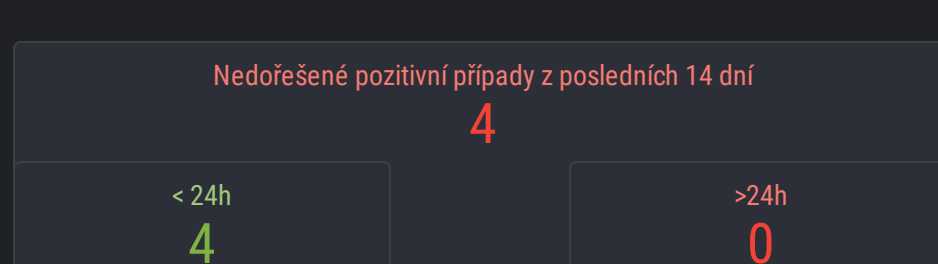 Nedořešené pozitivní případy z posledních 14 dní
4
< 24h
>24h
4
0